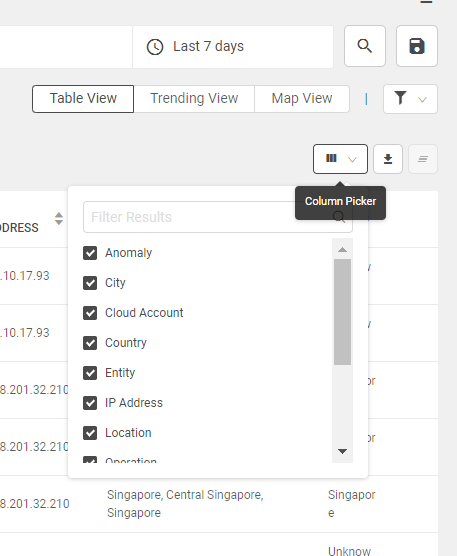 Last 7 days
Table View Trending View Map View
Column Picker
DDRESS
Filter Results
Anomaly
.10.17.93
City
Cloud Account
.10.17.93
Country
Entity
8.201.32.210
IP Address
Location
8.201.32.210
Operation
8.201.32.210 Singapore, Central Singapore, Singapor
Singapore e
Unknow